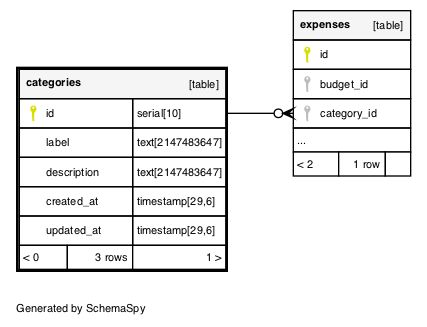 expenses [table]
id
budget_id
category_id
...
< 2 1 row
categories [table]
id serial[10]
label text[2147483647]
description text[2147483647]
created_at timestamp[29,6]
updated_at timestamp[29,6]
< 0 3 rows 1 >
Generated by SchemaSpy